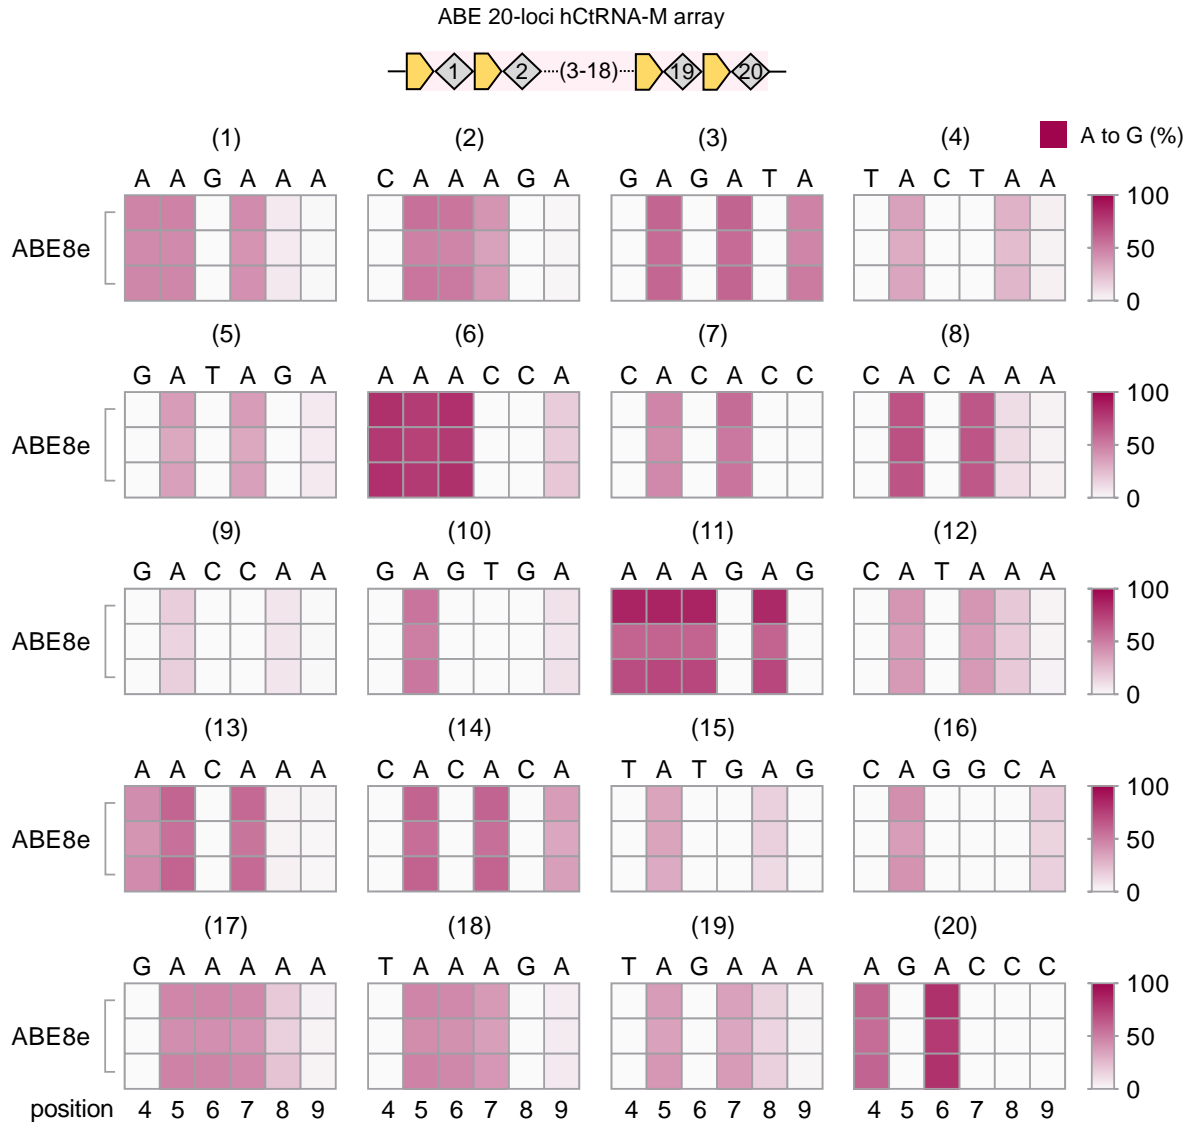 ABE 20-loci hCtRNA-M array
1 2 (3-18) 19 20
(1) (2) (3) (4) A to G (%)
A A G A A A C A A A G A G A G A T A T A C T A A
100
ABE8e 50
0
(5) (6) (7) (8)
G A T A G A A A A C C A C A C A C C C A C A A A
100
ABE8e 50
0
(9) (10) (11) (12)
G A C C A A G A G T G A A A A G A G C A T A A A
100
ABE8e 50
0
(13) (14) (15) (16)
A A C A A A C A C A C A T A T G A G C A G G C A
100
ABE8e 50
0
(17) (18) (19) (20)
G A A A A A T A A A G A T A G A A A A G A C C C
100
ABE8e 50
0
position 4 5 6 7 8 9 4 5 6 7 8 9 4 5 6 7 8 9 4 5 6 7 8 9